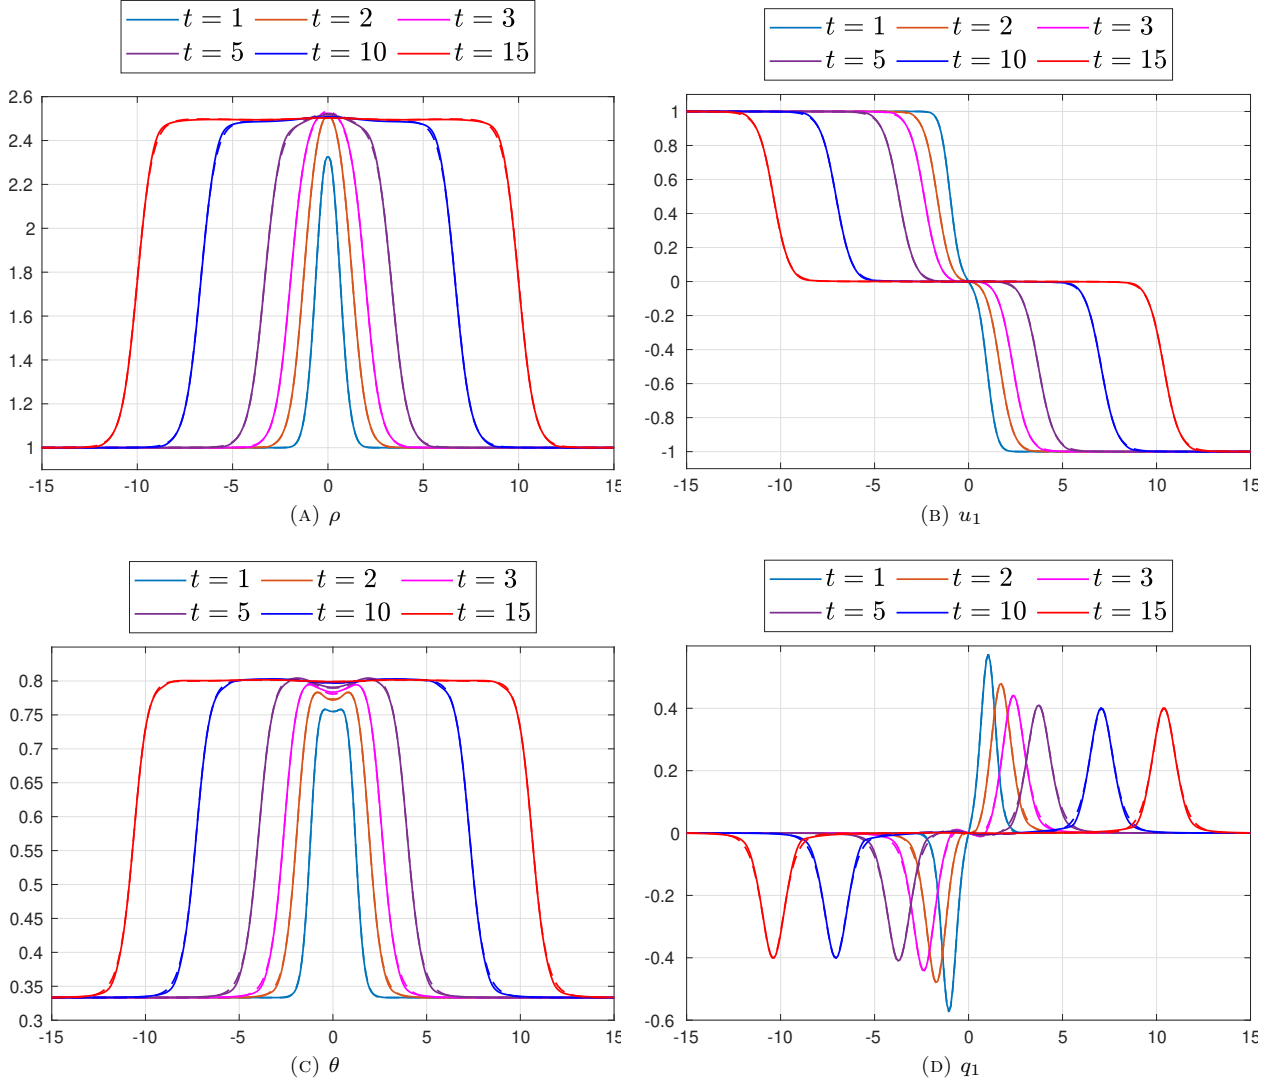 t = 1 t = 2 t = 3
t = 5 t = 10 t = 15
2.6
2.4
2.2
2
1.8
1.6
1.4
1.2
1
-15 -10 -5 0 5 10 15
(A) ρ
t = 1 t = 2 t = 3
t = 5 t = 10 t = 15
1
0.8
0.6
0.4
0.2
0
-0.2
-0.4
-0.6
-0.8
-1
-15 -10 -5 0 5 10 15
(B) u₁
t = 1 t = 2 t = 3
t = 5 t = 10 t = 15
0.8
0.75
0.7
0.65
0.6
0.55
0.5
0.45
0.4
0.35
0.3
-15 -10 -5 0 5 10 15
(C) θ
t = 1 t = 2 t = 3
t = 5 t = 10 t = 15
0.4
0.2
0
-0.2
-0.4
-0.6
-15 -10 -5 0 5 10 15
(D) q₁